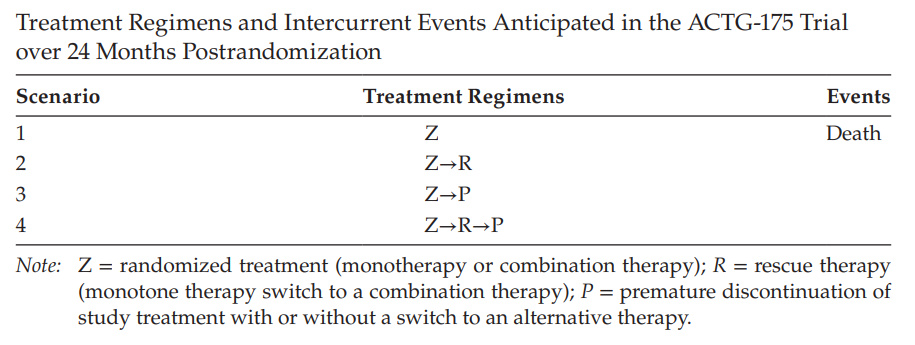 Treatment Regimens and Intercurrent Events Anticipated in the ACTG-175 Trial
over 24 Months Postrandomization
Scenario Treatment Regimens Events
1 Z Death
2 Z→R
3 Z→P
4 Z→R→P
Note: Z = randomized treatment (monotherapy or combination therapy); R = rescue therapy
(monotone therapy switch to a combination therapy); P = premature discontinuation of
study treatment with or without a switch to an alternative therapy.